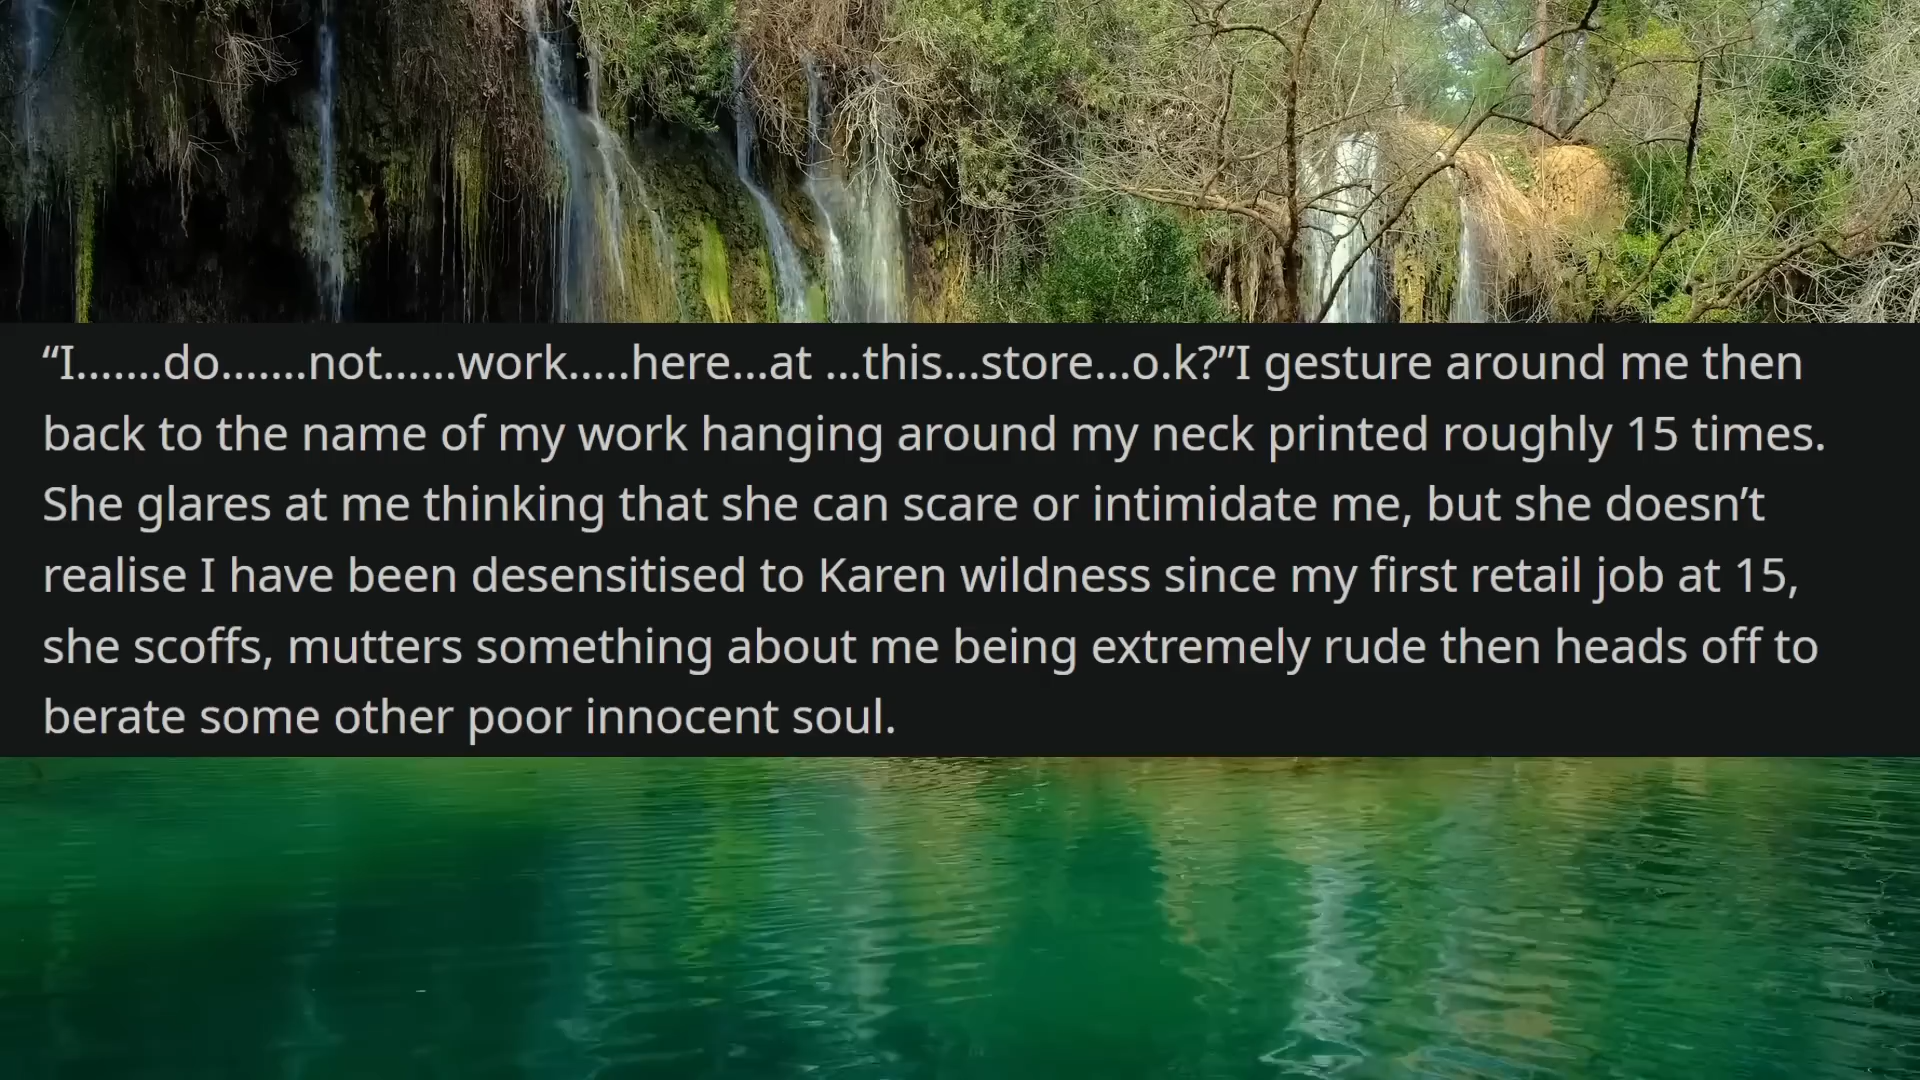 “I.......do.......not......work.....here...at ...this...store...o.k?”I gesture around me then
back to the name of my work hanging around my neck printed roughly 15 times.
She glares at me thinking that she can scare or intimidate me, but she doesn’t
realise I have been desensitised to Karen wildness since my first retail job at 15,
she scoffs, mutters something about me being extremely rude then heads off to
berate some other poor innocent soul.